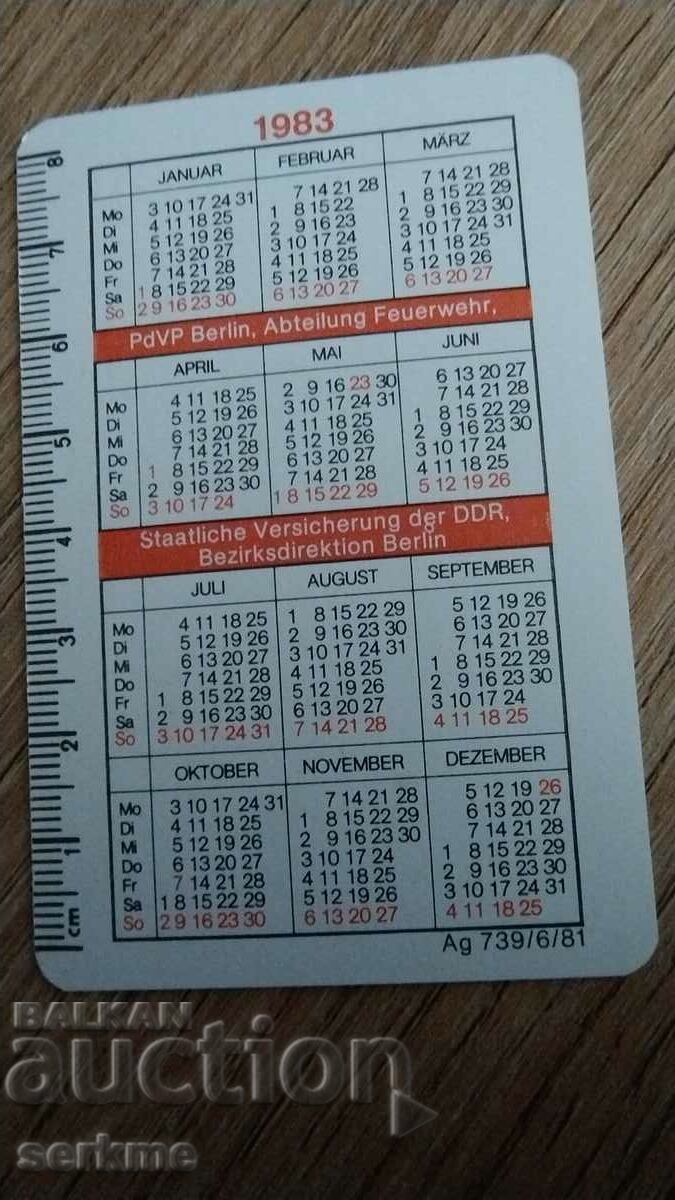 1983
JANUAR FEBRUAR MÄRZ
Mo 3 10 17 24 31 7 14 21 28 7 14 21 28
Di 4 11 18 25 1 8 15 22 1 8 15 22 29
Mi 5 12 19 26 2 9 16 23 2 9 16 23 30
Do 6 13 20 27 3 10 17 24 3 10 17 24 31
Fr 7 14 21 28 4 11 18 25 4 11 18 25
Sa 1 8 15 22 29 5 12 19 26 5 12 19 26
So 2 9 16 23 30 6 13 20 27 6 13 20 27
PdVP Berlin, Abteilung Feuerwehr,
APRIL MAI JUNI
Mo 4 11 18 25 2 9 16 23 30 6 13 20 27
Di 5 12 19 26 3 10 17 24 31 7 14 21 28
Mi 6 13 20 27 4 11 18 25 1 8 15 22 29
Do 7 14 21 28 5 12 19 26 2 9 16 23 30
Fr 1 8 15 22 29 6 13 20 27 3 10 17 24
Sa 2 9 16 23 30 7 14 21 28 4 11 18 25
So 3 10 17 24 1 8 15 22 29 5 12 19 26
Staatliche Versicherung der DDR,
Bezirksdirektion Berlin
JULI AUGUST SEPTEMBER
Mo 4 11 18 25 1 8 15 22 29 5 12 19 26
Di 5 12 19 26 2 9 16 23 30 6 13 20 27
Mi 6 13 20 27 3 10 17 24 31 7 14 21 28
Do 7 14 21 28 4 11 18 25 1 8 15 22 29
Fr 1 8 15 22 29 5 12 19 26 2 9 16 23 30
Sa 2 9 16 23 30 6 13 20 27 3 10 17 24
So 3 10 17 24 31 7 14 21 28 4 11 18 25
OKTOBER NOVEMBER DEZEMBER
Mo 3 10 17 24 31 7 14 21 28 5 12 19 26
Di 4 11 18 25 1 8 15 22 29 6 13 20 27
Mi 5 12 19 26 2 9 16 23 30 7 14 21 28
Do 6 13 20 27 3 10 17 24 1 8 15 22 29
Fr 7 14 21 28 4 11 18 25 2 9 16 23 30
Sa 1 8 15 22 29 5 12 19 26 3 10 17 24 31
So 2 9 16 23 30 6 13 20 27 4 11 18 25
Ag 739/6/81
8
7
6
5
4
3
2
1
cm
BALKAN
auction
serkme